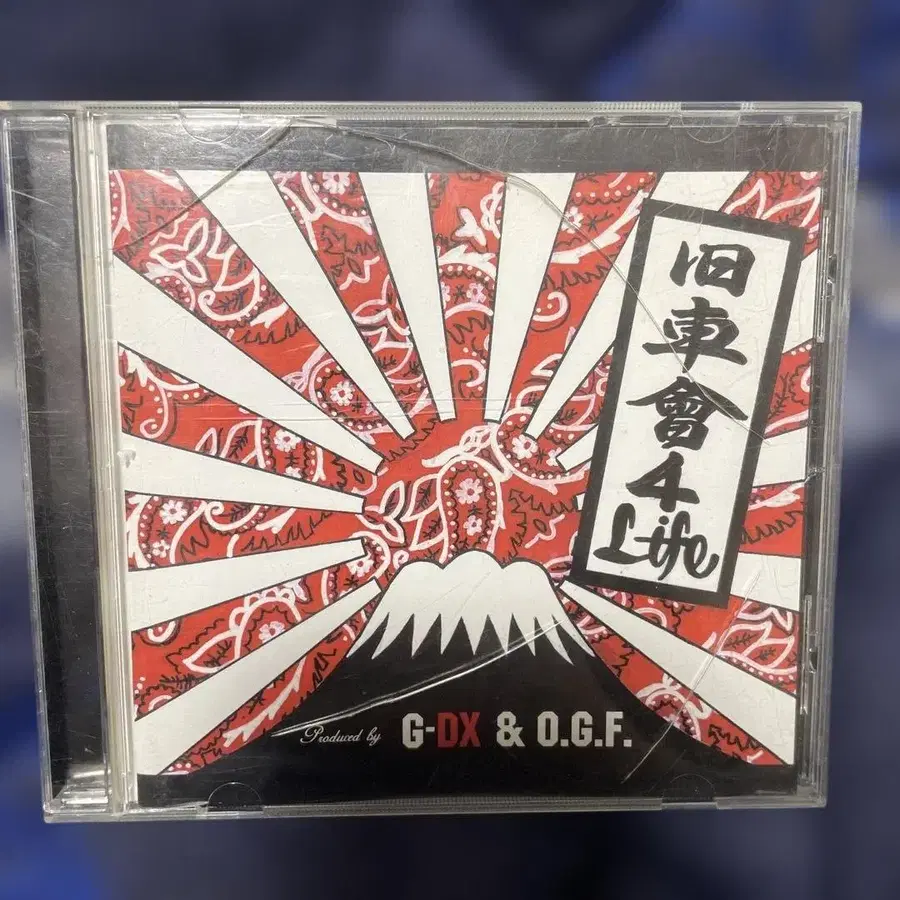 旧車會4Life
Produced by G-DX & O.G.F.